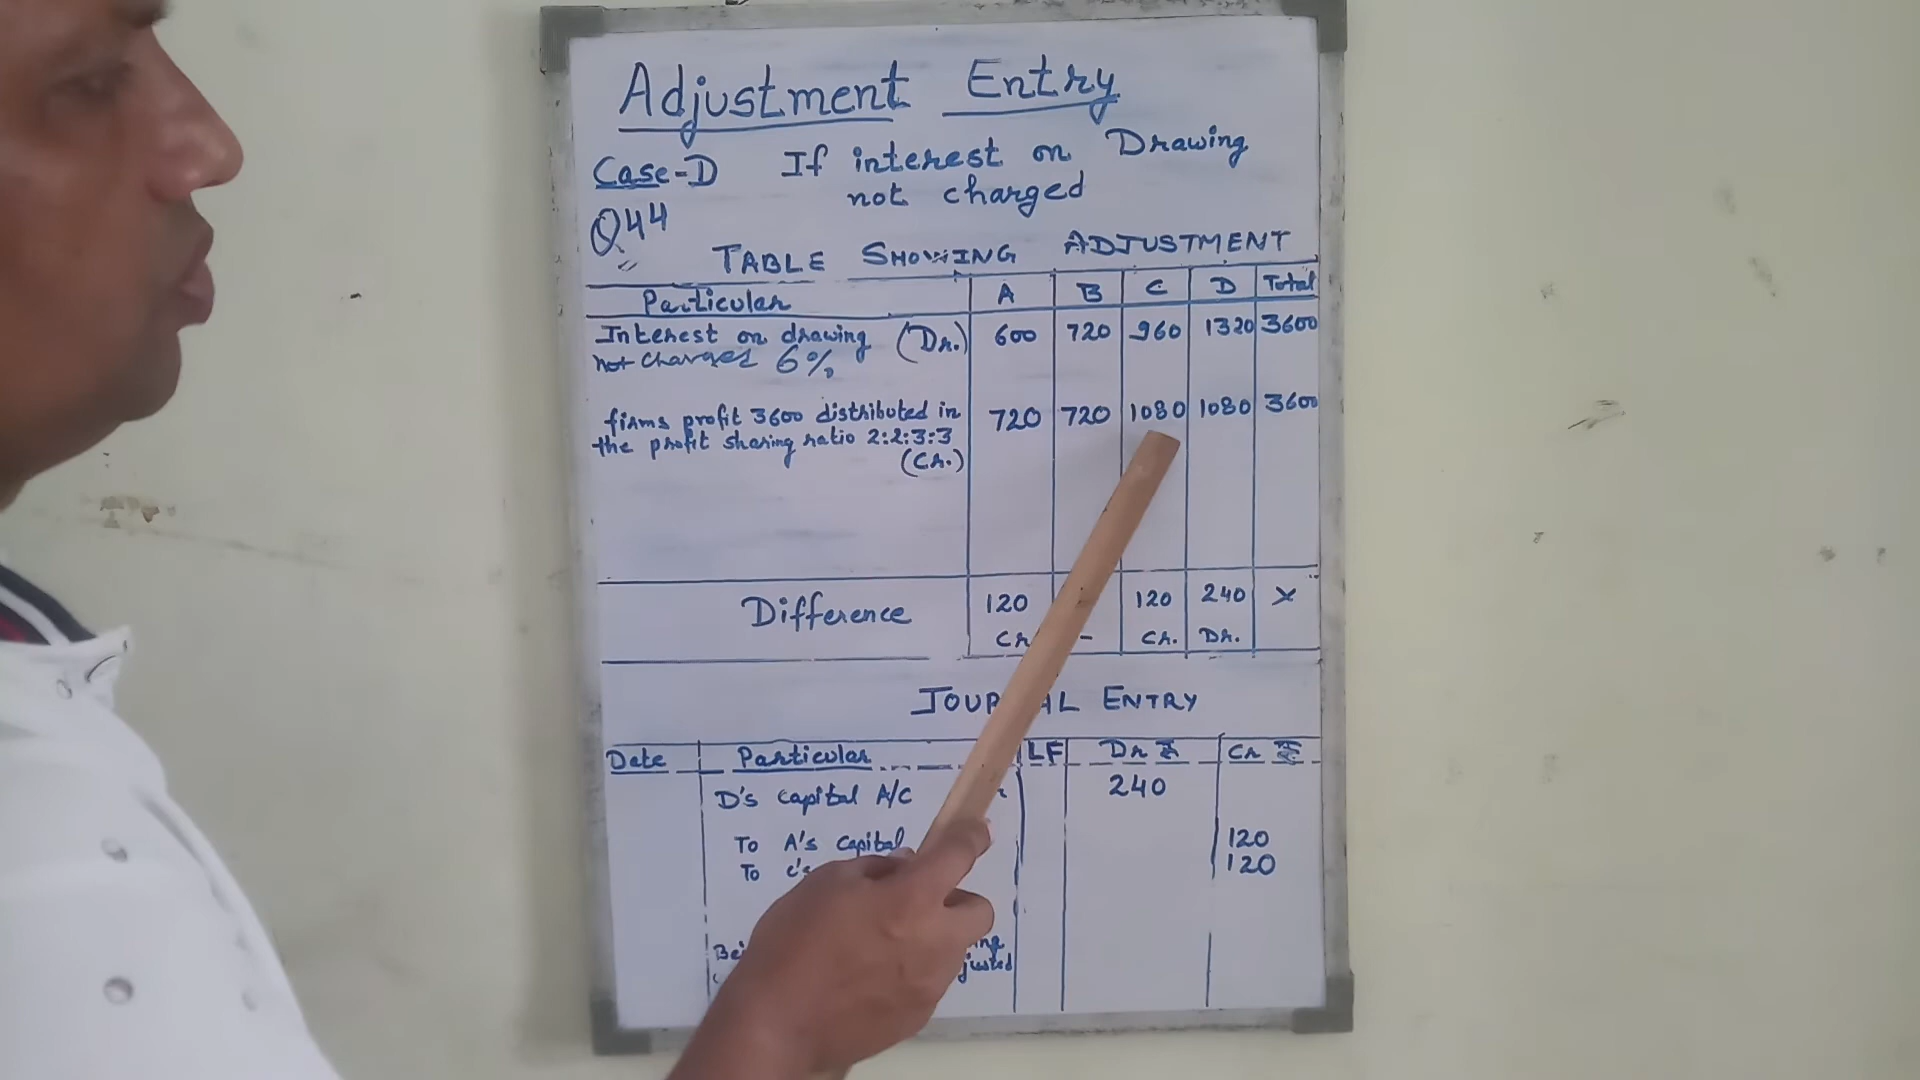 Adjustment Entry
Case-D If interest on Drawing
not charged
Q44
TABLE SHOWING ADJUSTMENT
Particular A B C D Total
Interest on drawing (Dr.) 600 720 960 1320 3600
not charges 6%
firms profit 3600 distributed in 720 720 1080 1080 3600
the profit sharing ratio 2:2:3:3
(Cr.)
Difference 120 120 240 ×
Cr - Cr. Dr.
ENTRY
Date Particular LF Dr ₹ Cr ₹
D's capital A/C 240
To A's capital 120
To C's 120